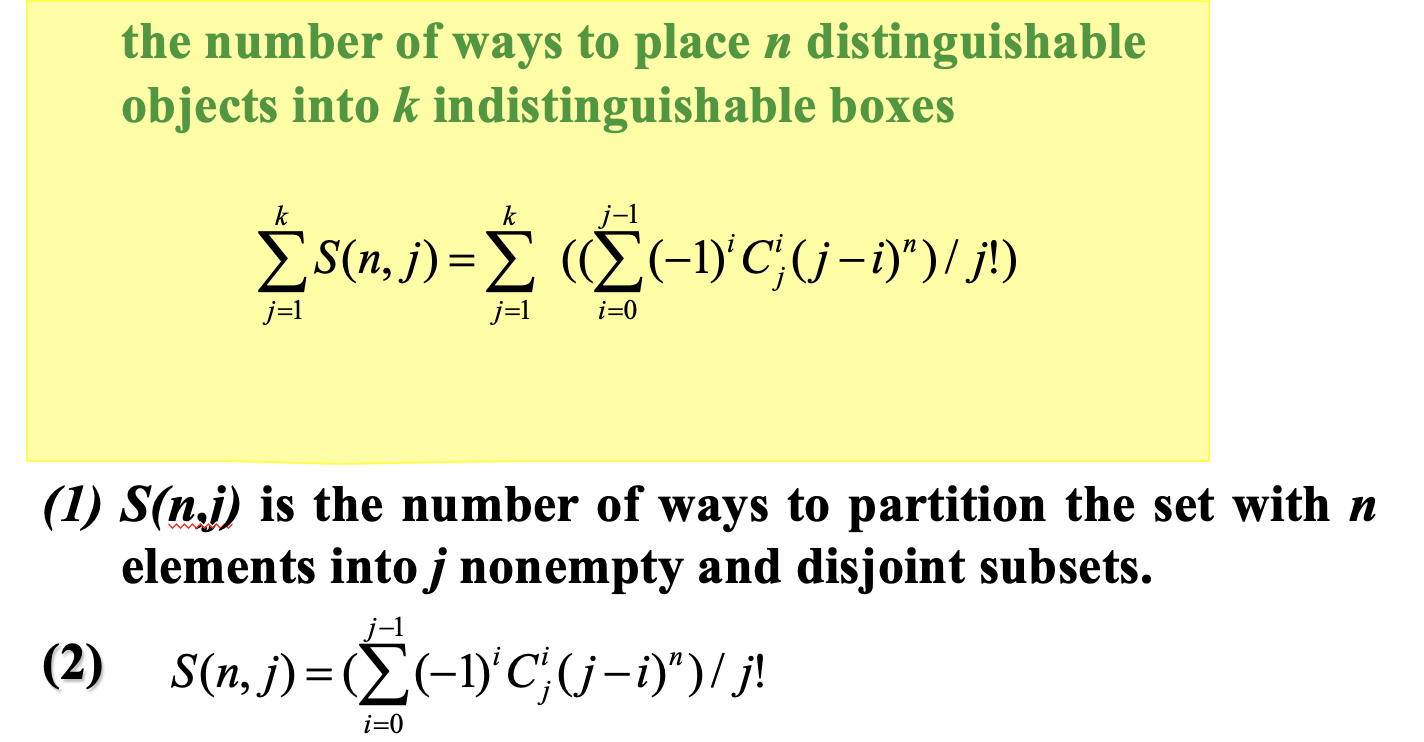 the number of ways to place n distinguishable
objects into k indistinguishable boxes
\sum_{j=1}^{k} S(n, j) = \sum_{j=1}^{k} ((\sum_{i=0}^{j-1} (-1)^i C_j^i (j-i)^n) / j!)
(1) S(n,j) is the number of ways to partition the set with n
elements into j nonempty and disjoint subsets.
(2) S(n, j) = (\sum_{i=0}^{j-1} (-1)^i C_j^i (j-i)^n) / j!